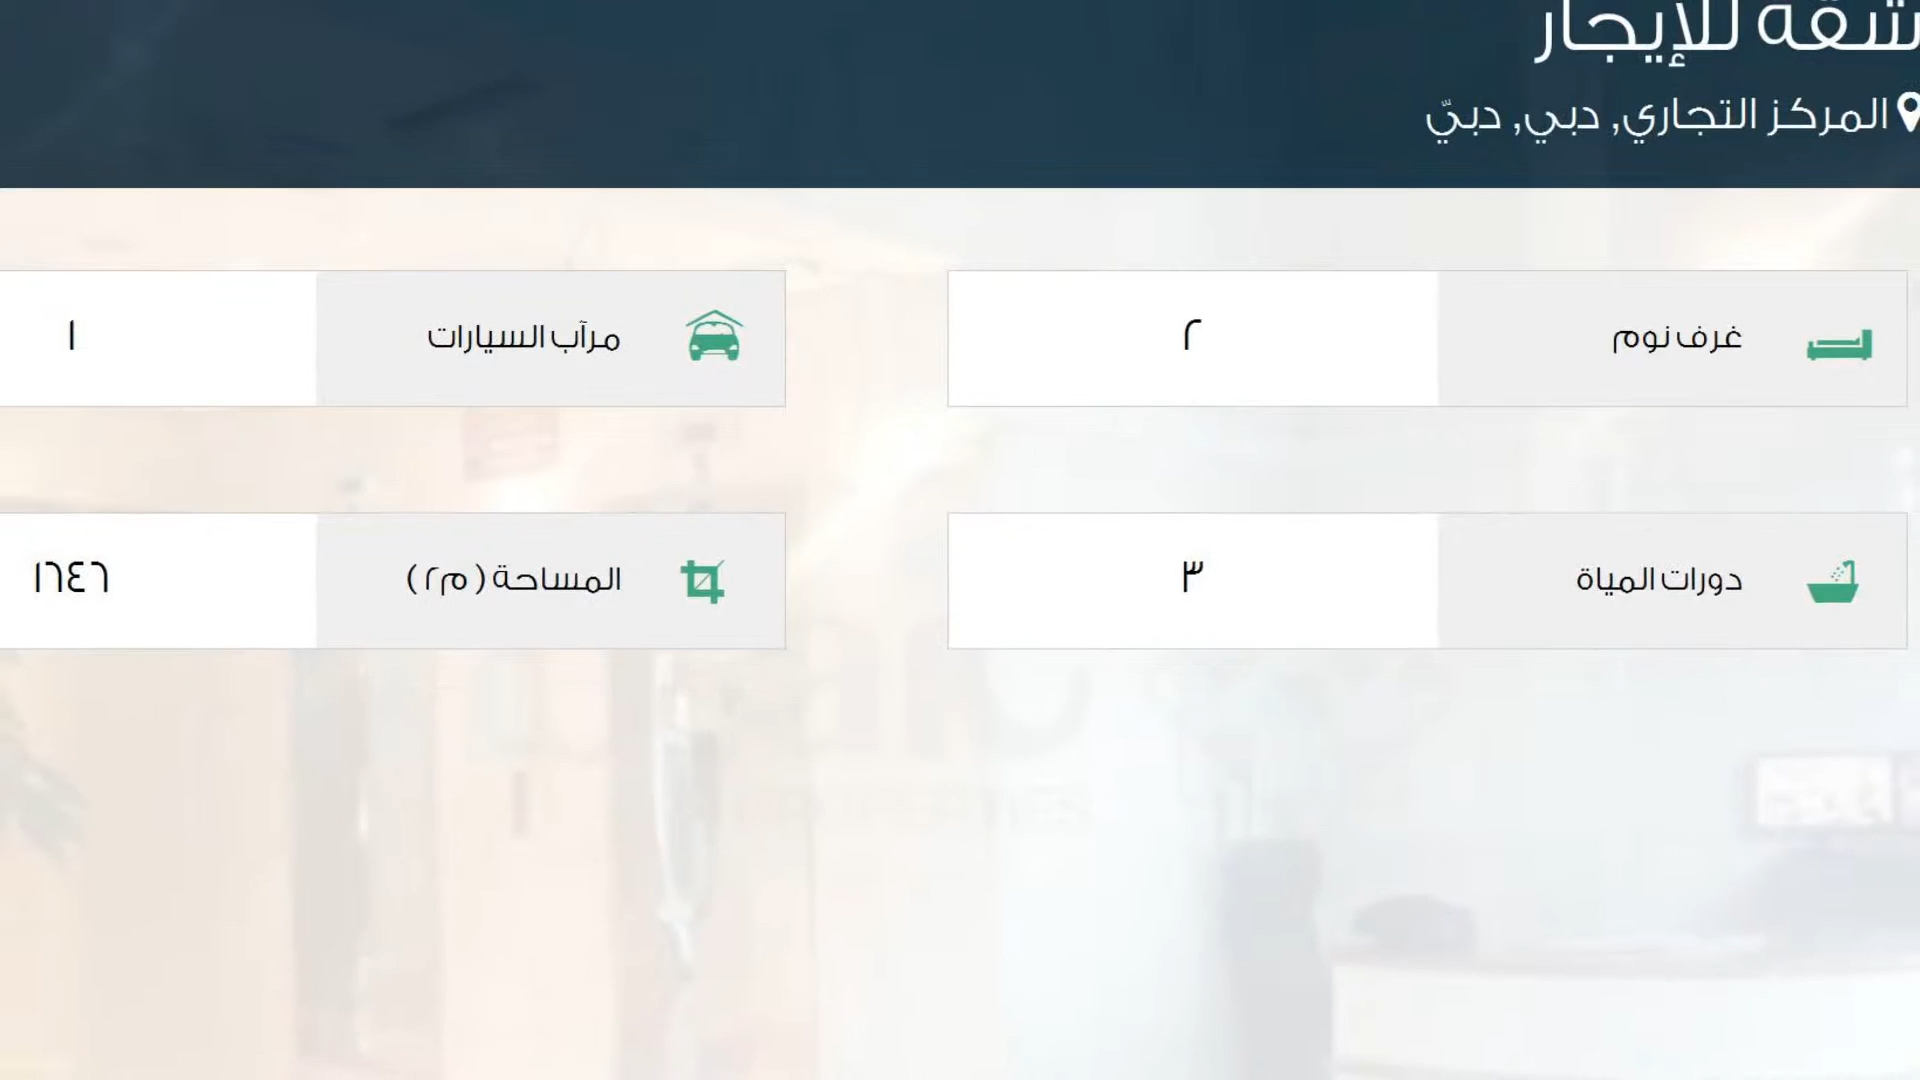 شقة للإيجار
المركز التجاري, دبي, دبيّ
غرف نوم
٢
مرآب السيارات
١
دورات المياة
٣
المساحة (م٢)
١٦٤٦